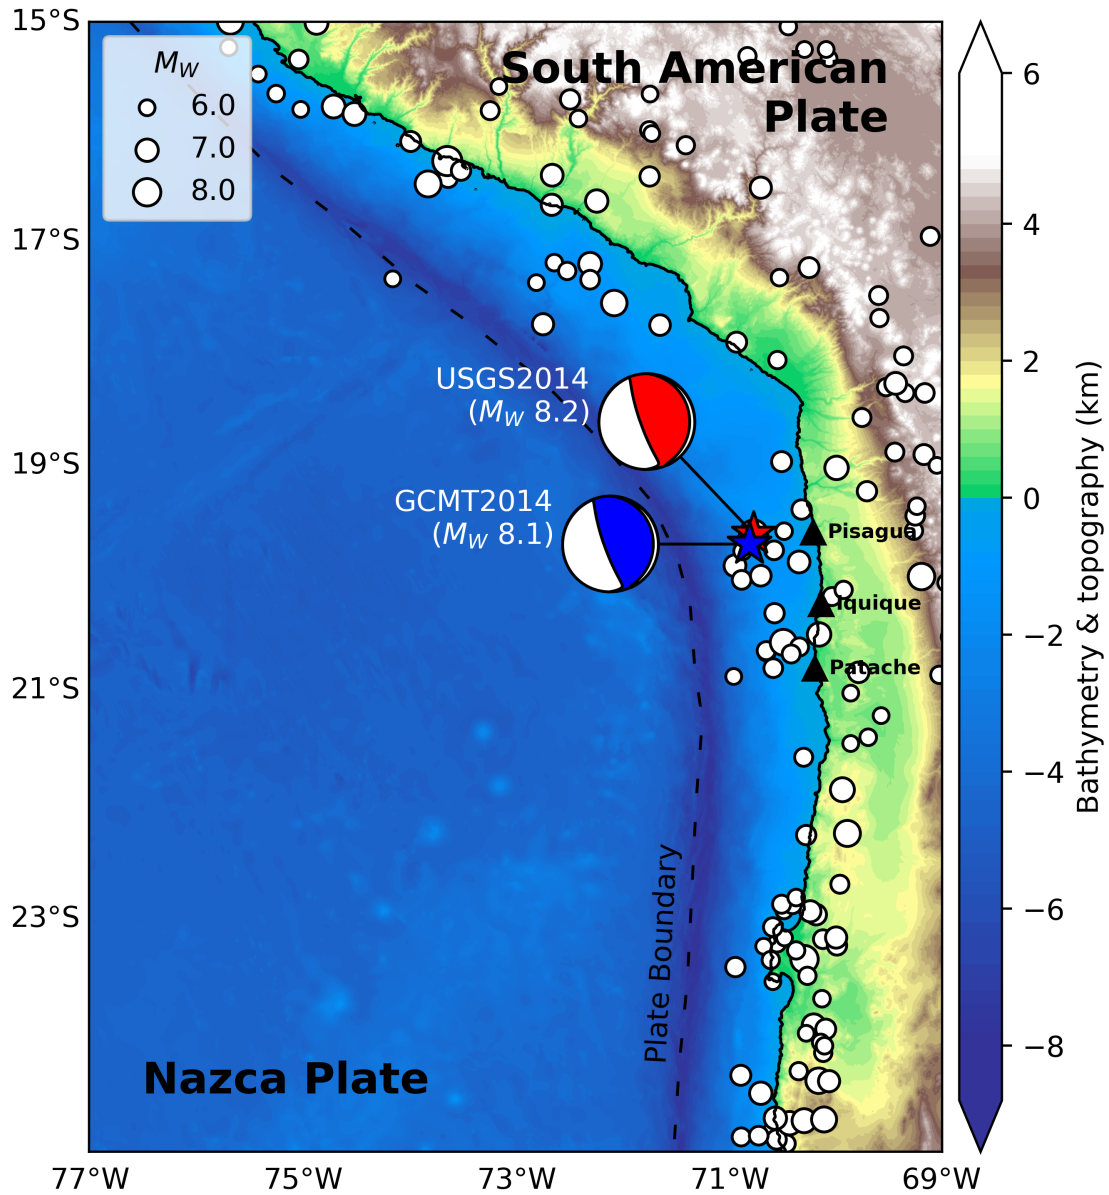 15°S
17°S
19°S
21°S
23°S
M_W
6.0
7.0
8.0
South American
Plate
USGS2014
(M_W 8.2)
GCMT2014
(M_W 8.1)
Pisagua
Iquique
Patache
Plate Boundary
Nazca Plate
77°W
75°W
73°W
71°W
69°W
6
4
2
0
−2
−4
−6
−8
Bathymetry & topography (km)